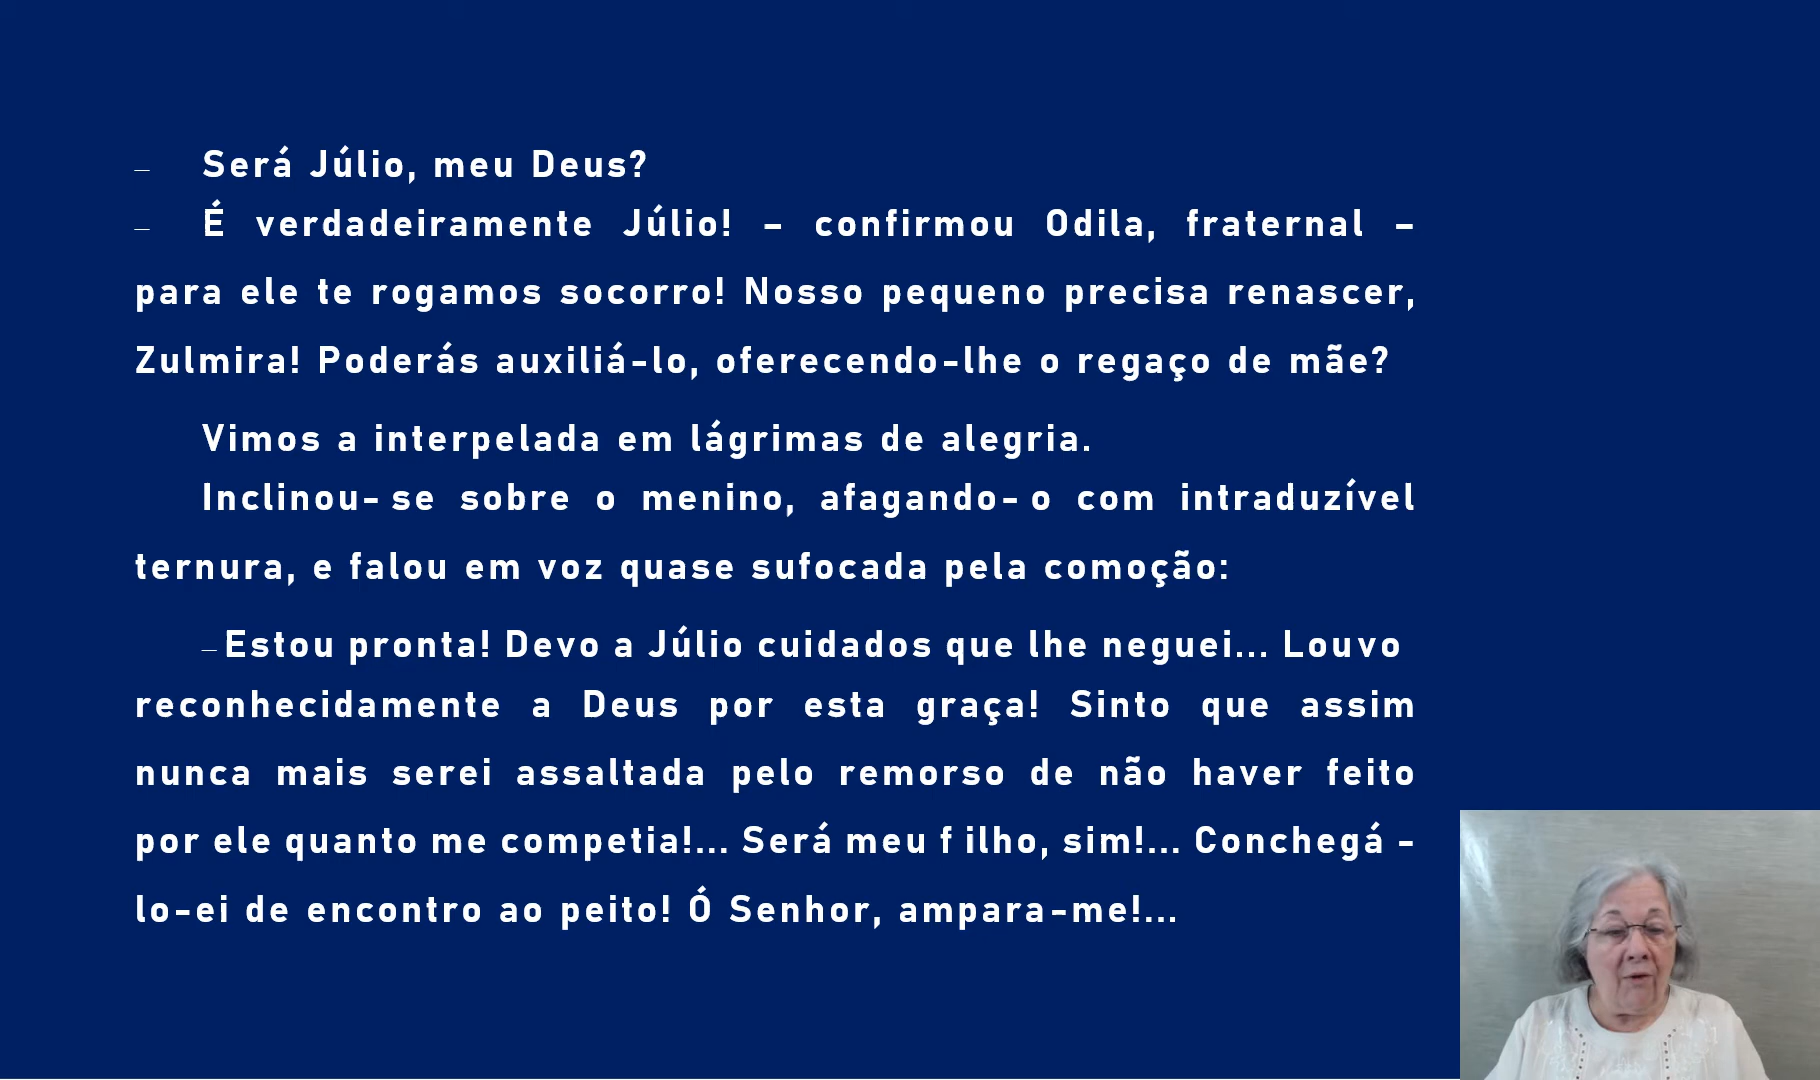 – Será Júlio, meu Deus?
– É verdadeiramente Júlio! – confirmou Odila, fraternal –
para ele te rogamos socorro! Nosso pequeno precisa renascer,
Zulmira! Poderás auxiliá-lo, oferecendo-lhe o regaço de mãe?
Vimos a interpelada em lágrimas de alegria.
Inclinou- se sobre o menino, afagando- o com intraduzível
ternura, e falou em voz quase sufocada pela comoção:
– Estou pronta! Devo a Júlio cuidados que lhe neguei... Louvo
reconhecidamente a Deus por esta graça! Sinto que assim
nunca mais serei assaltada pelo remorso de não haver feito
por ele quanto me competia!... Será meu f ilho, sim!... Conchegá -
lo-ei de encontro ao peito! Ó Senhor, ampara-me!...